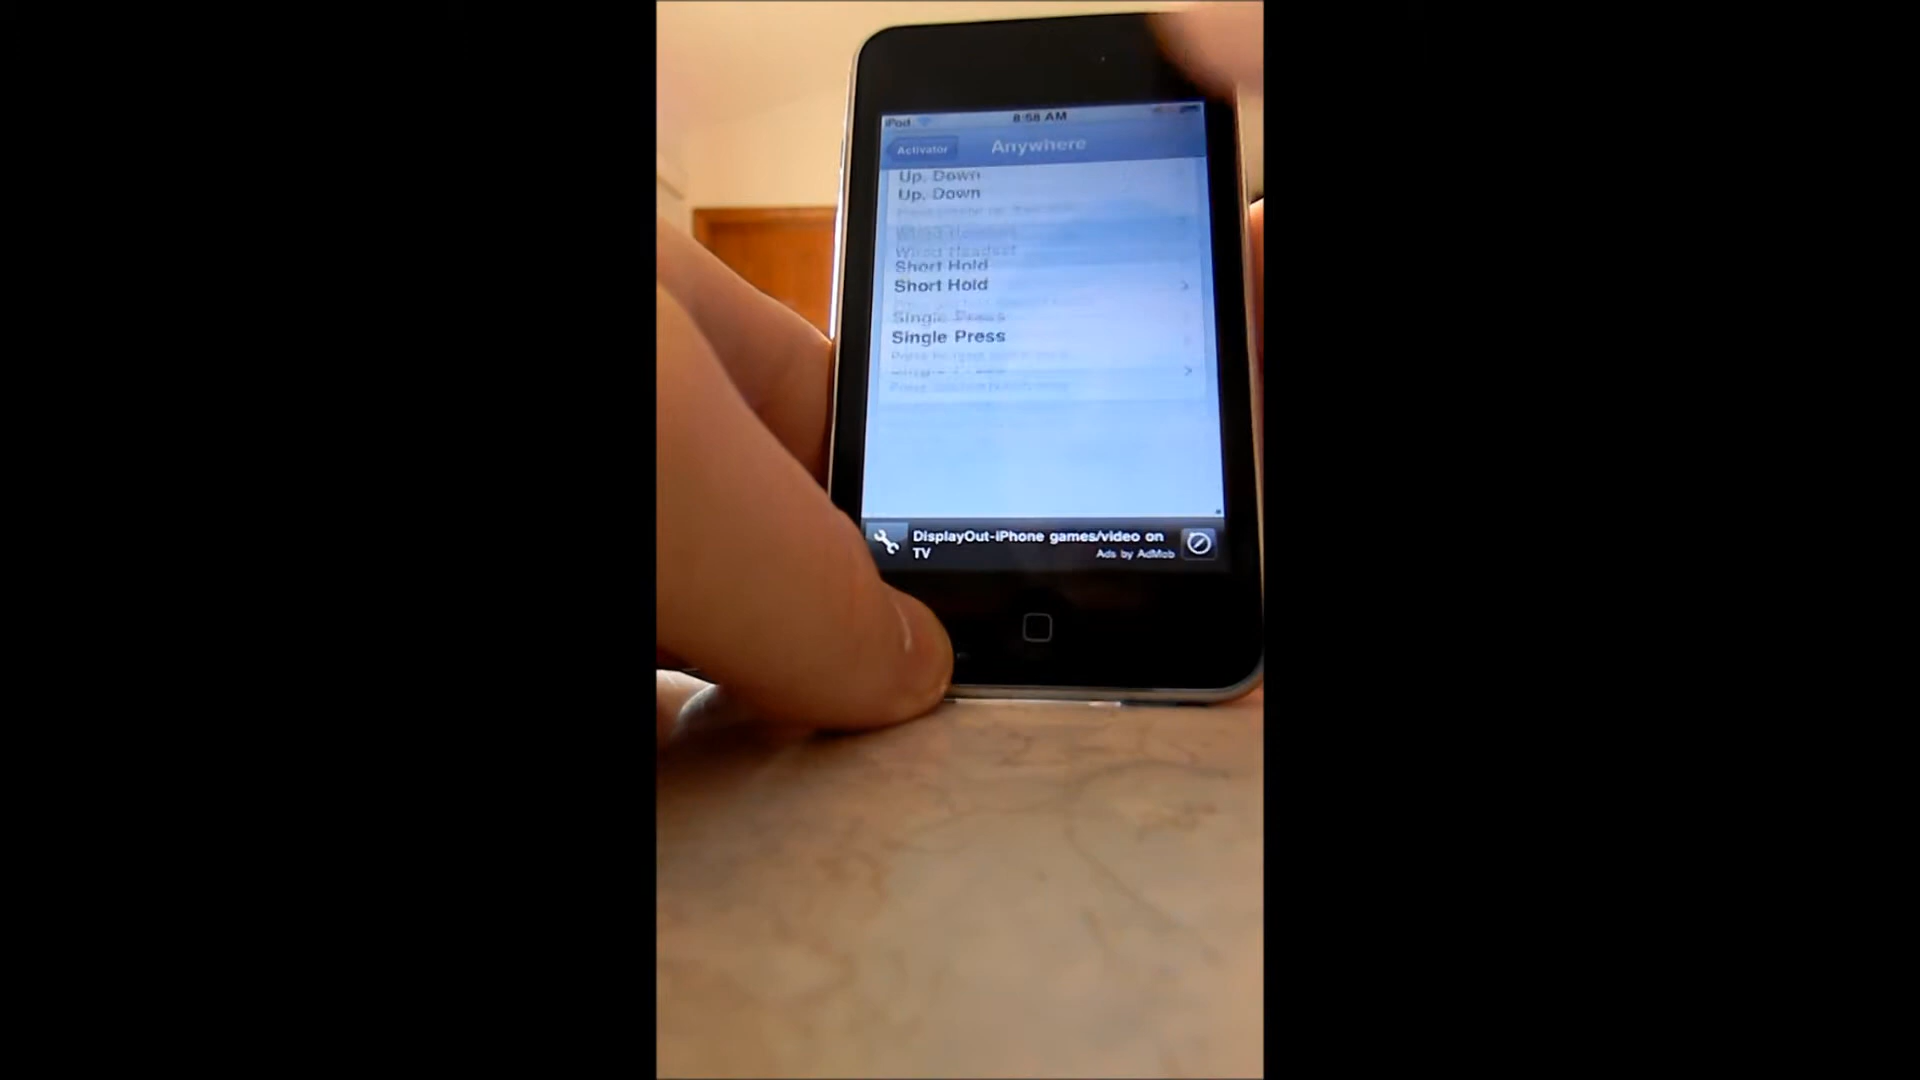 iPod
8:58 AM
Activator
Anywhere
Up, Down
Up, Down
Wired Headset
Short Hold
Short Hold
Single Press
Single Press
DisplayOut-iPhone games/video on
TV
Ads by AdMob